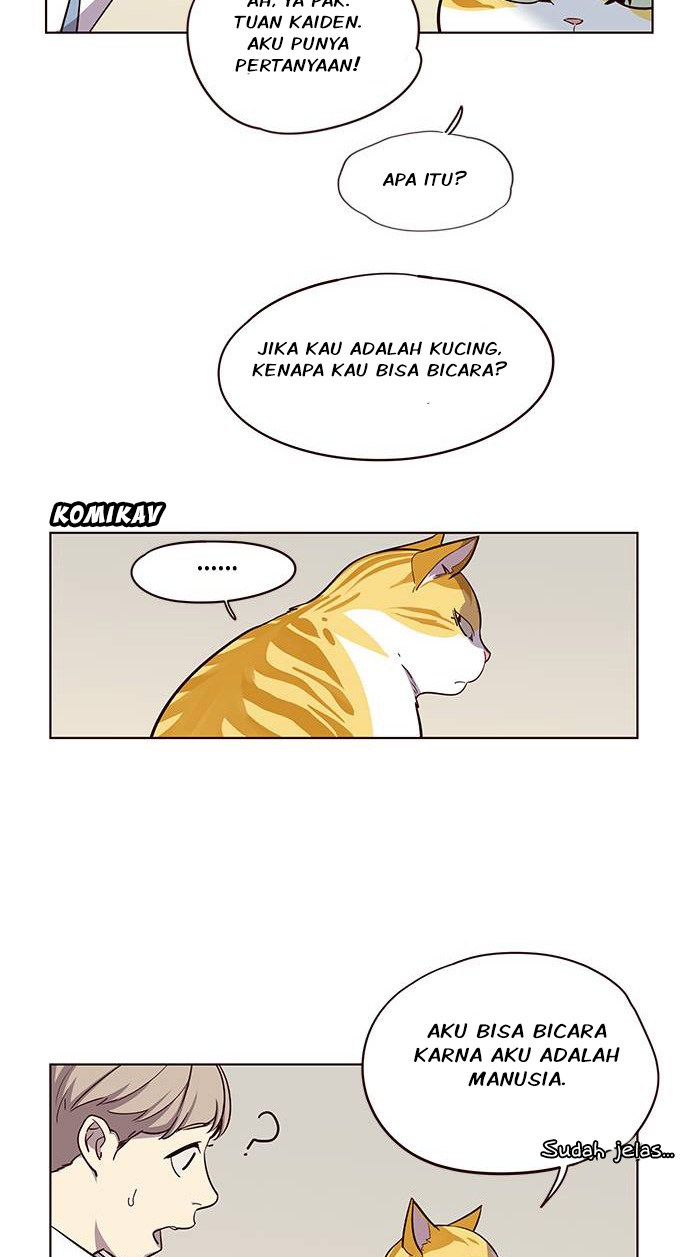 AH, YA PAK.
TUAN KAIDEN.
AKU PUNYA
PERTANYAAN!
APA ITU?
JIKA KAU ADALAH KUCING,
KENAPA KAU BISA BICARA?
KOMIKAV
......
AKU BISA BICARA
KARNA AKU ADALAH
MANUSIA.
?
Sudah jelas...